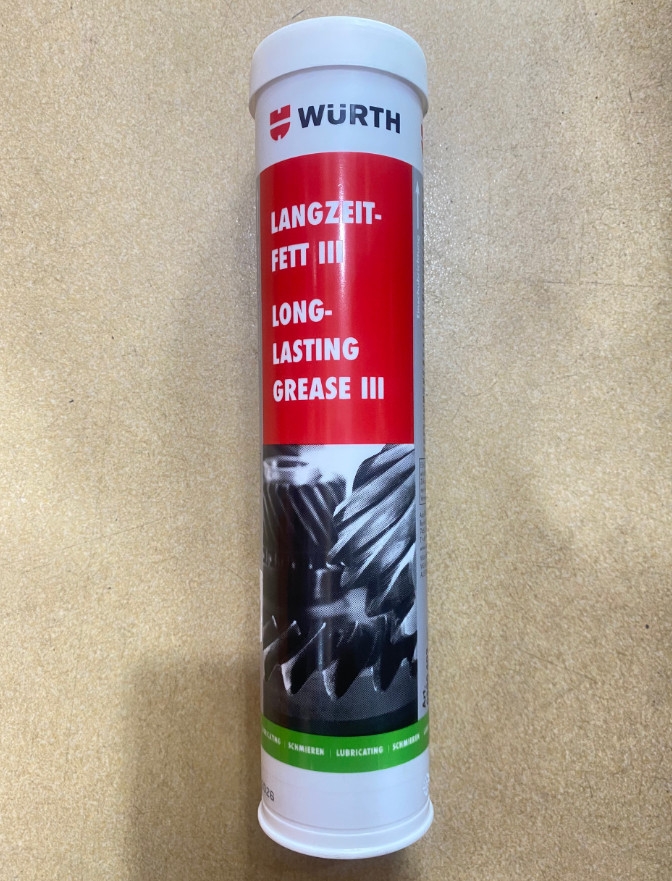 WÜRTH
LANGZEIT-
FETT III
LONG-
LASTING
GREASE III
SCHMIEREN | LUBRICATING | SCHMIEREN